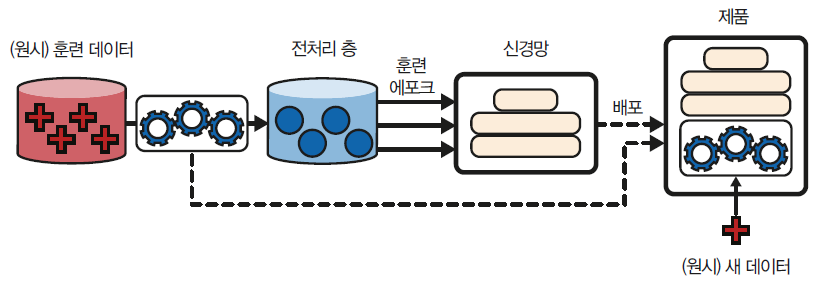 (원시) 훈련 데이터
전처리 층
훈련
에포크
신경망
배포
제품
(원시) 새 데이터